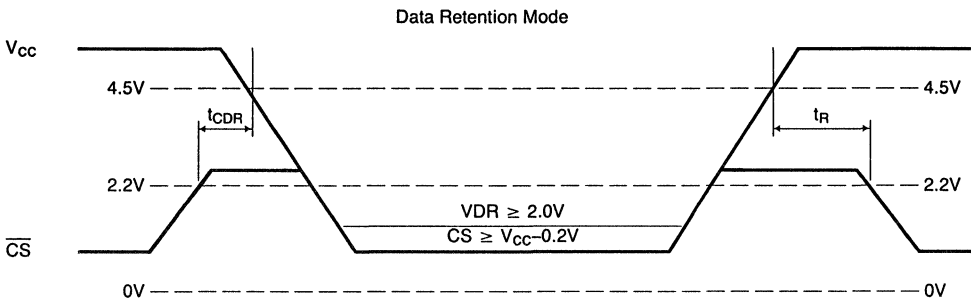 Data Retention Mode
VCC
4.5V
4.5V
tCDR
tR
2.2V
2.2V
VDR ≥ 2.0V
CS ≥ VCC–0.2V
C̅S̅
0V
0V